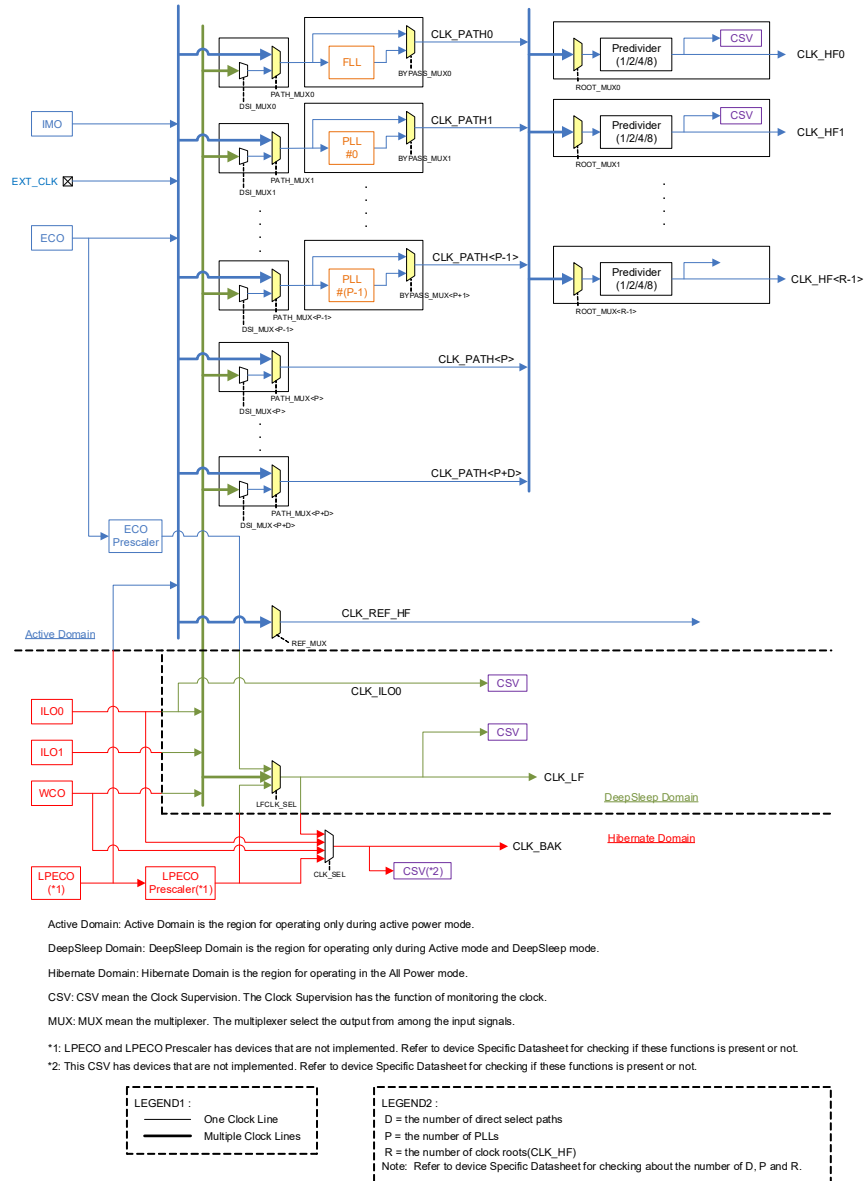 CLK_PATH0
FLL
BYPASS_MUX0
PATH_MUX0
DSI_MUX0
Predivider
(1/2/4/8)
CSV
CLK_HF0
ROOT_MUX0
IMO
CLK_PATH1
PLL
#0
BYPASS_MUX1
PATH_MUX1
DSI_MUX1
Predivider
(1/2/4/8)
CSV
CLK_HF1
ROOT_MUX1
EXT_CLK
ECO
CLK_PATH<P-1>
PLL
#(P-1)
BYPASS_MUX<P+1>
PATH_MUX<P-1>
DSI_MUX<P-1>
Predivider
(1/2/4/8)
CLK_HF<R-1>
ROOT_MUX<R-1>
CLK_PATH<P>
PATH_MUX<P>
DSI_MUX<P>
CLK_PATH<P+D>
PATH_MUX<P+D>
DSI_MUX<P+D>
ECO
Prescaler
CLK_REF_HF
REF_MUX
Active Domain
CSV
CLK_ILO0
ILO0
CSV
ILO1
CLK_LF
WCO
LFCLK_SEL
DeepSleep Domain
Hibernate Domain
CLK_BAK
CSV(*2)
CLK_SEL
LPECO
(*1)
LPECO
Prescaler(*1)
Active Domain: Active Domain is the region for operating only during active power mode.
DeepSleep Domain: DeepSleep Domain is the region for operating only during Active mode and DeepSleep mode.
Hibernate Domain: Hibernate Domain is the region for operating in the All Power mode.
CSV: CSV mean the Clock Supervision. The Clock Supervision has the function of monitoring the clock.
MUX: MUX mean the multiplexer. The multiplexer select the output from among the input signals.
*1: LPECO and LPECO Prescaler has devices that are not implemented. Refer to device Specific Datasheet for checking if these functions is present or not.
*2: This CSV has devices that are not implemented. Refer to device Specific Datasheet for checking if these functions is present or not.
LEGEND1 :
One Clock Line
Multiple Clock Lines
LEGEND2 :
D = the number of direct select paths
P = the number of PLLs
R = the number of clock roots(CLK_HF)
Note: Refer to device Specific Datasheet for checking about the number of D, P and R.